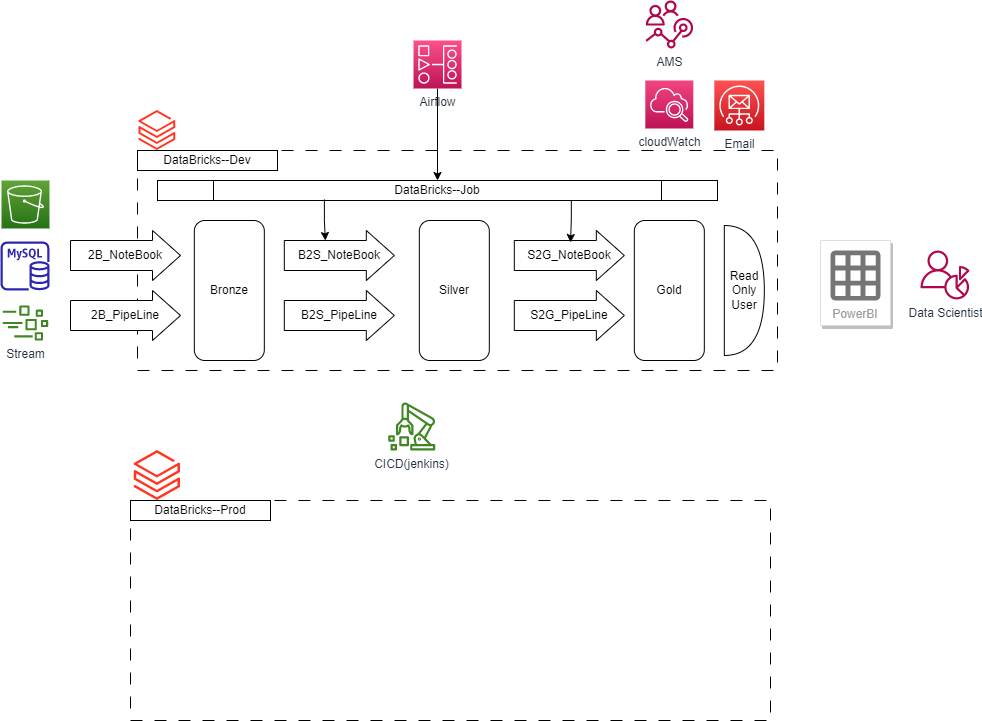 AMS
Airflow
cloudWatch
Email
DataBricks--Dev
DataBricks--Job
MySQL
2B_NoteBook
B2S_NoteBook
S2G_NoteBook
Bronze
Silver
Gold
Read
Only
User
2B_PipeLine
B2S_PipeLine
S2G_PipeLine
Stream
PowerBI
Data Scientist
CICD(jenkins)
DataBricks--Prod